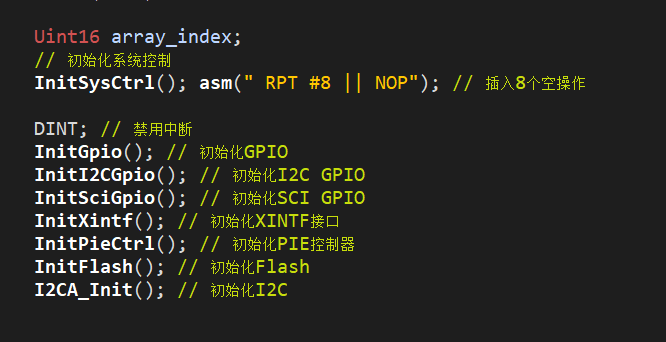 Uint16 array_index;
// 初始化系统控制
InitSysCtrl(); asm(" RPT #8 || NOP"); // 插入8个空操作
DINT; // 禁用中断
InitGpio(); // 初始化GPIO
InitI2CGpio(); // 初始化I2C GPIO
InitSciGpio(); // 初始化SCI GPIO
InitXintf(); // 初始化XINTF接口
InitPieCtrl(); // 初始化PIE控制器
InitFlash(); // 初始化Flash
I2CA_Init(); // 初始化I2C